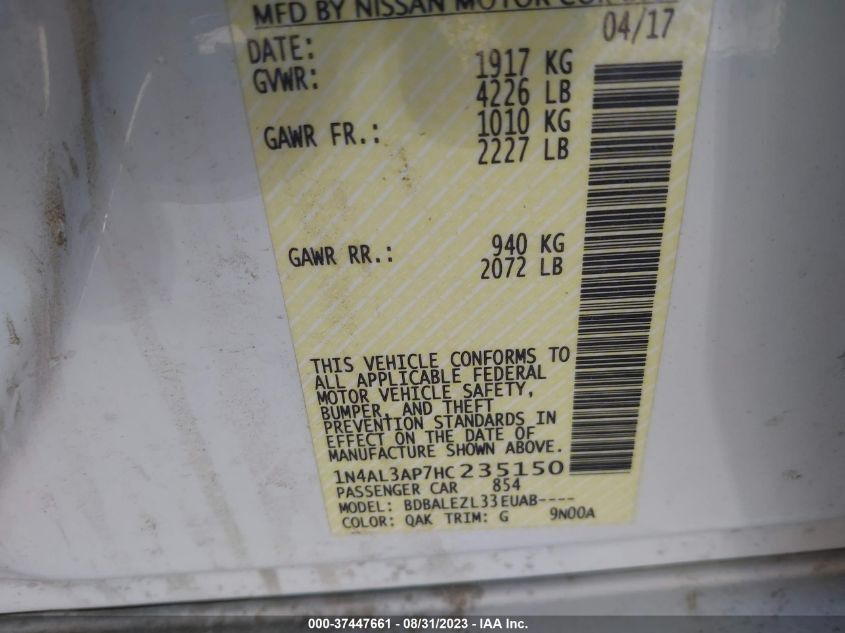 MFD BY NISSAN MOTOR
DATE: 04/17
GVWR: 1917 KG
4226 LB
GAWR FR.: 1010 KG
2227 LB
GAWR RR.: 940 KG
2072 LB
THIS VEHICLE CONFORMS TO
ALL APPLICABLE FEDERAL
MOTOR VEHICLE SAFETY,
BUMPER, AND THEFT
PREVENTION STANDARDS IN
EFFECT ON THE DATE OF
MANUFACTURE SHOWN ABOVE.
1N4AL3AP7HC235150
PASSENGER CAR 854
MODEL: BDBALEZL33EUAB----
COLOR: QAK TRIM: G 9N00A
000-37447661 - 08/31/2023 - IAA Inc.